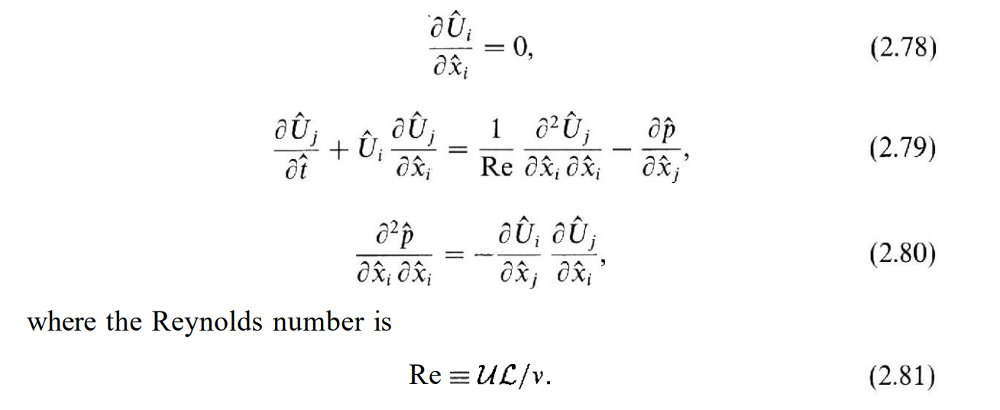 ∂Û_i/∂x̂_i = 0, (2.78)
∂Û_j/∂t̂ + Û_i ∂Û_j/∂x̂_i = 1/Re ∂²Û_j/∂x̂_i ∂x̂_i − ∂p̂/∂x̂_j, (2.79)
∂²p̂/∂x̂_i ∂x̂_i = −∂Û_i/∂x̂_j ∂Û_j/∂x̂_i, (2.80)
where the Reynolds number is
Re ≡ 𝒰ℒ/ν. (2.81)